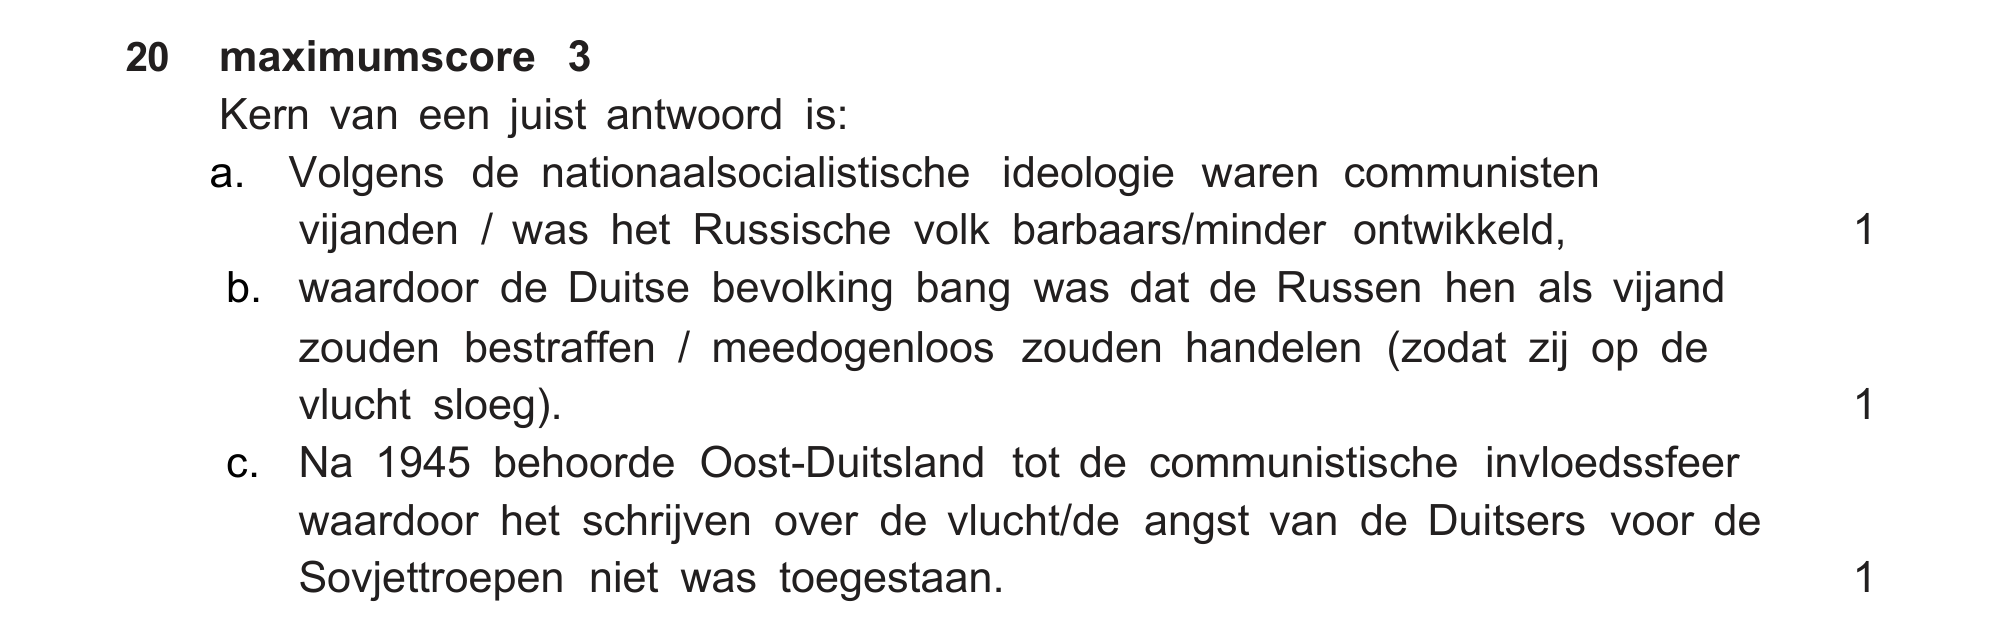 20 maximumscore 3
Kern van een juist antwoord is:
a. Volgens de nationaalsocialistische ideologie waren communisten
vijanden / was het Russische volk barbaars/minder ontwikkeld, 1
b. waardoor de Duitse bevolking bang was dat de Russen hen als vijand
zouden bestraffen / meedogenloos zouden handelen (zodat zij op de
vlucht sloeg). 1
c. Na 1945 behoorde Oost-Duitsland tot de communistische invloedssfeer
waardoor het schrijven over de vlucht/de angst van de Duitsers voor de
Sovjettroepen niet was toegestaan. 1